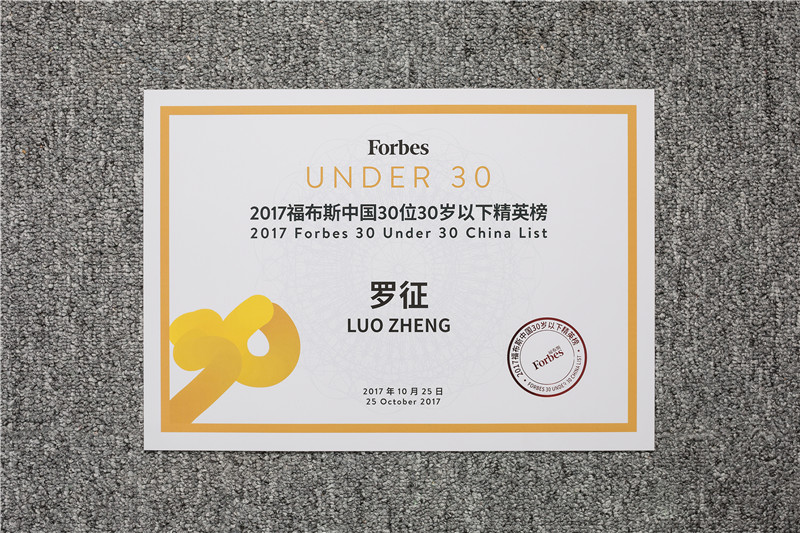 Forbes
UNDER 30
2017福布斯中国30位30岁以下精英榜
2017 Forbes 30 Under 30 China List
罗征
LUO ZHENG
2017年10月25日
25 October 2017
2017福布斯中国30岁以下精英榜
福布斯
Forbes
FORBES 30 UNDER 30 CHINA LIST